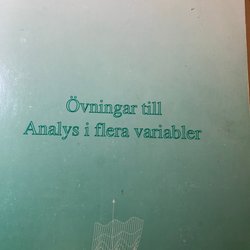 Övningar till
Analys i flera variabler